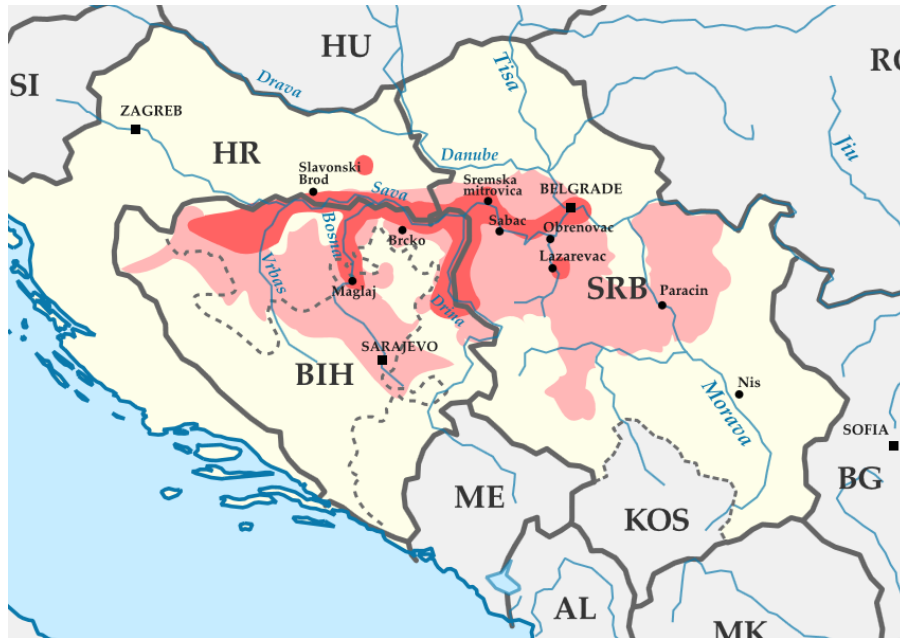 HU
RO
SI
Drava
Tisa
ZAGREB
Jiu
HR
Danube
Slavonski
Brod
Sava
Sremska
mitrovica
BELGRADE
Sabac
Bosna
Brcko
Obrenovac
Lazarevac
Vrbas
Maglaj
SRB
Paracin
Drina
SARAJEVO
BIH
Nis
Morava
SOFIA
BG
ME
KOS
AL
MK